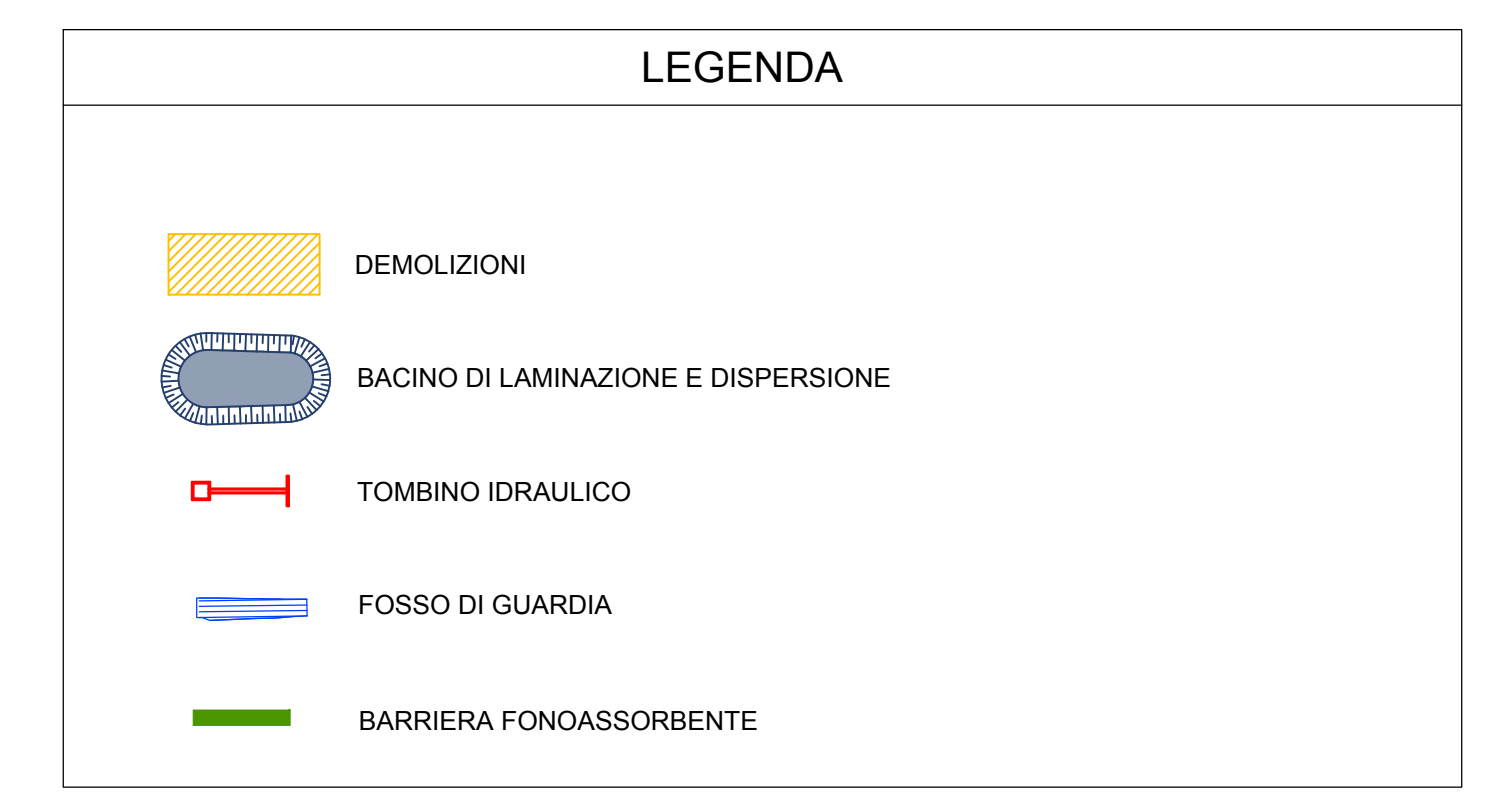 LEGENDA
DEMOLIZIONI
BACINO DI LAMINAZIONE E DISPERSIONE
TOMBINO IDRAULICO
FOSSO DI GUARDIA
BARRIERA FONOASSORBENTE